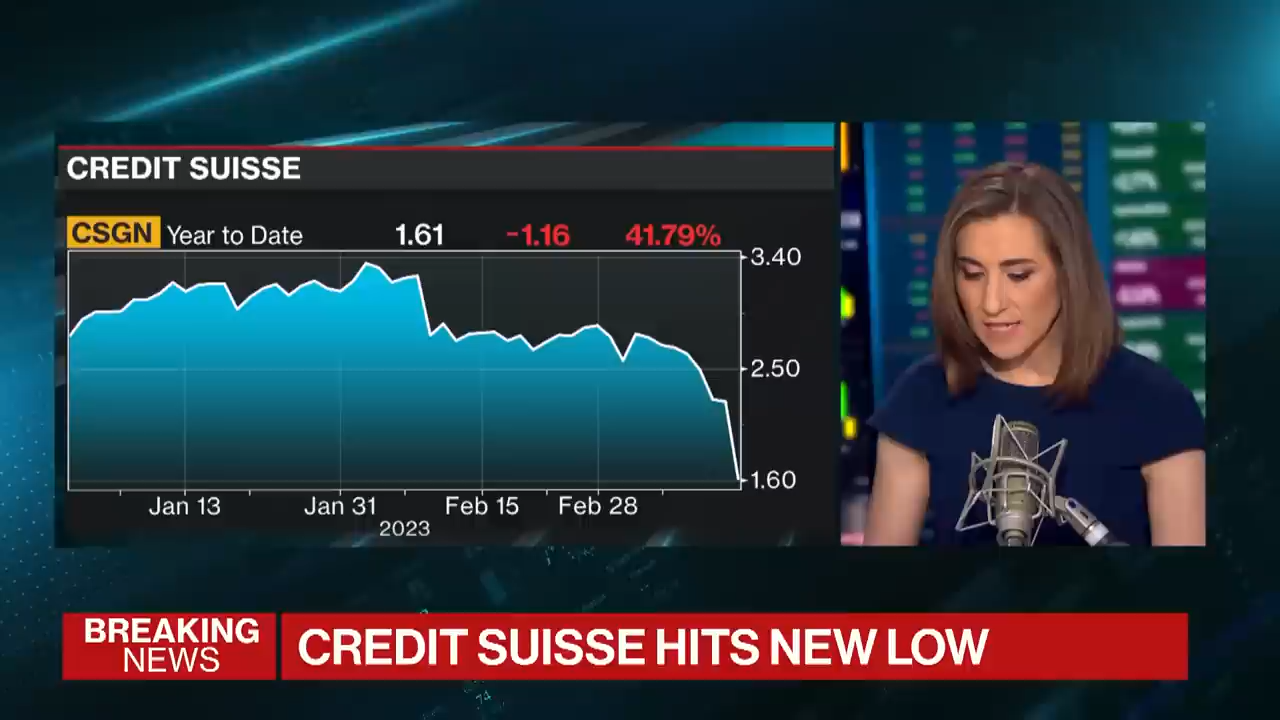 CREDIT SUISSE
CSGN Year to Date 1.61 -1.16 41.79%
3.40
2.50
1.60
Jan 13 Jan 31 Feb 15 Feb 28
2023
BREAKING
NEWS
CREDIT SUISSE HITS NEW LOW
74